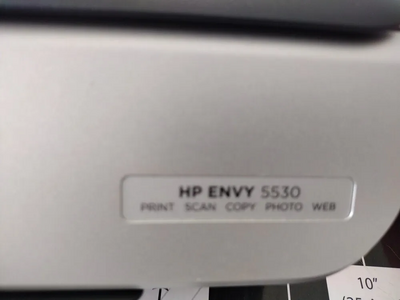 HP ENVY 5530
PRINT SCAN COPY PHOTO WEB
10"